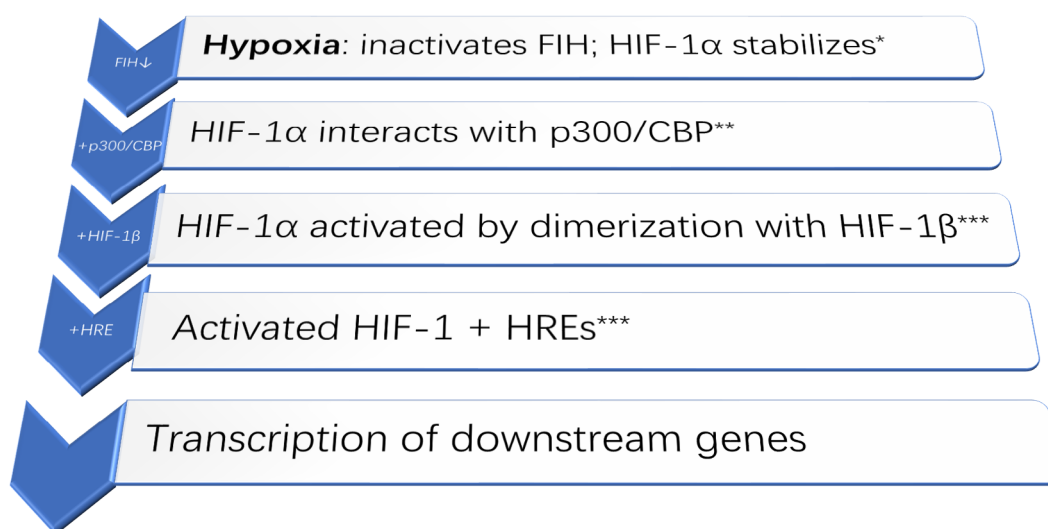 FIH↓
Hypoxia: inactivates FIH; HIF-1α stabilizes*
+p300/CBP
HIF-1α interacts with p300/CBP**
+HIF-1β
HIF-1α activated by dimerization with HIF-1β***
+HRE
Activated HIF-1 + HREs***
Transcription of downstream genes